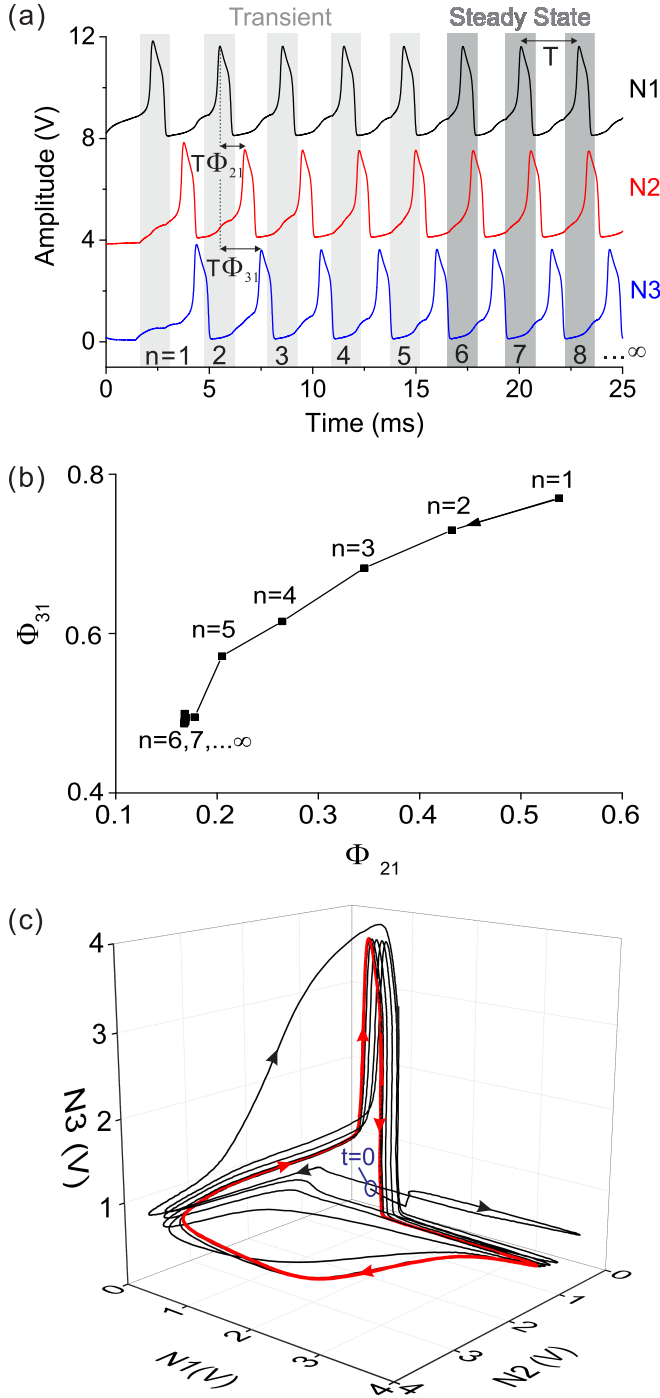 (a)
Transient Steady State
12
8
4
0
Amplitude (V)
T
N1
TΦ21
N2
TΦ31
N3
n=1 2 3 4 5 6 7 8 ...∞
0 5 10 15 20 25
Time (ms)
(b)
0.8
0.6
0.4
Φ31
n=1
n=2
n=3
n=4
n=5
n=6,7,...∞
0.1 0.2 0.3 0.4 0.5 0.6
Φ 21
(c)
4
3
2
1
N3 (V)
t=0
0 1 2 3 4
N1(V)
4 3 2 1 0
N2 (V)